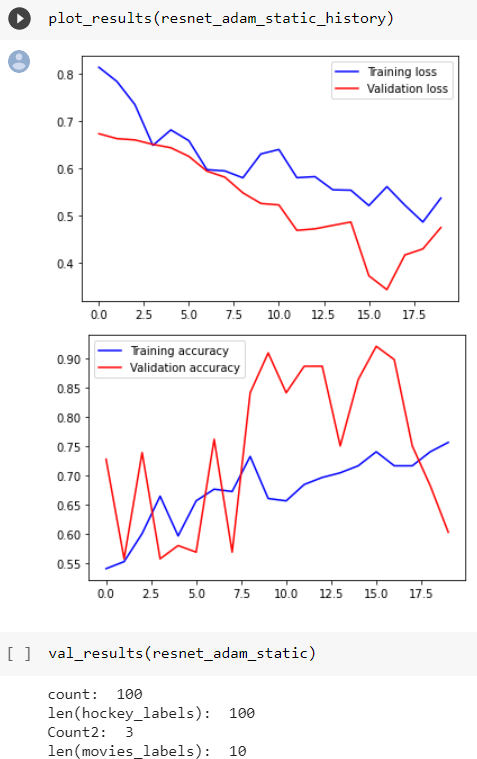 plot_results(resnet_adam_static_history)
Training loss
Validation loss
0.8
0.7
0.6
0.5
0.4
0.0 2.5 5.0 7.5 10.0 12.5 15.0 17.5
Training accuracy
Validation accuracy
0.90
0.85
0.80
0.75
0.70
0.65
0.60
0.55
0.0 2.5 5.0 7.5 10.0 12.5 15.0 17.5
[ ] val_results(resnet_adam_static)
count:  100
len(hockey_labels):  100
Count2:  3
len(movies_labels):  10